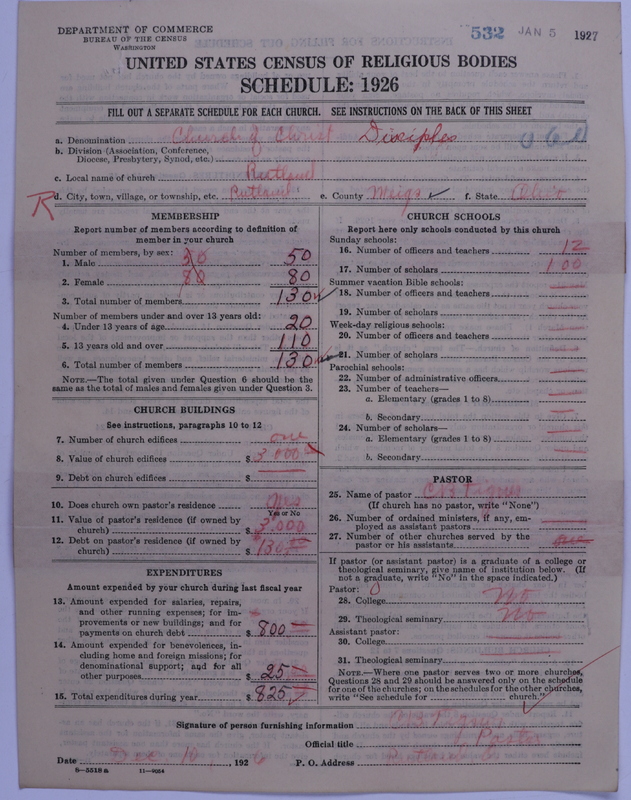 DEPARTMENT OF COMMERCE
BUREAU OF THE CENSUS
WASHINGTON
532 JAN 5 1927
UNITED STATES CENSUS OF RELIGIOUS BODIES
SCHEDULE: 1926
FILL OUT A SEPARATE SCHEDULE FOR EACH CHURCH. SEE INSTRUCTIONS ON THE BACK OF THIS SHEET
a. Denomination Church of Christ Disciples
b. Division (Association, Conference, Diocese, Presbytery, Synod, etc.)
c. Local name of church Rutland
R d. City, town, village, or township, etc. Rutland e. County Meigs f. State Ohio
MEMBERSHIP
Report number of members according to definition of
member in your church
Number of members, by sex:
1. Male 50
2. Female 80 80
3. Total number of members 130
Number of members under and over 13 years old:
4. Under 13 years of age 20
5. 13 years old and over 110
6. Total number of members 130
NOTE.—The total given under Question 6 should be
same as the total of males and females given under Question 3.
CHURCH BUILDINGS
See instructions, paragraphs 10 to 12
7. Number of church edifices one
8. Value of church edifices $ 3 000
9. Debt on church edifices $
10. Does church own pastor's residence yes
Yes or No
11. Value of pastor's residence (if owned by
church) $ 3,000
12. Debt on pastor's residence (if owned by
church) $ 130
EXPENDITURES
Amount expended by your church during last fiscal year
13. Amount expended for salaries, repairs,
and other running expenses; for im-
provements or new buildings; and for
payments on church debt $ 800
14. Amount expended for benevolences, in-
cluding home and foreign missions; for
denominational support; and for all
other purposes $ 25
15. Total expenditures during year $ 825
CHURCH SCHOOLS
Report here only schools conducted by this church
Sunday schools:
16. Number of officers and teachers 12
17. Number of scholars 100
Summer vacation Bible schools:
18. Number of officers and teachers
19. Number of scholars
Week-day religious schools:
20. Number of officers and teachers
21. Number of scholars
Parochial schools:
22. Number of administrative officers
23. Number of teachers—
a. Elementary (grades 1 to 8)
b. Secondary
24. Number of scholars—
a. Elementary (grades 1 to 8)
b. Secondary
PASTOR
25. Name of pastor
(If church has no pastor, write "None")
26. Number of ordained ministers, if any, em-
ployed as assistant pastors
27. Number of other churches served by the
pastor or his assistants
If pastor (or assistant pastor) is a graduate of a college or
theological seminary, give name of institution below. (If
not a graduate, write "No" in the space indicated.)
Pastor:
28. College No
29. Theological seminary No
Assistant pastor:
30. College
31. Theological seminary
NOTE.—Where one pastor serves two or more churches,
Questions 28 and 29 should be answered only on the schedule
for one of the churches; on the schedules for the other churches,
write "See schedule for church."
Signature of person furnishing information
Official title Pastor
Date Dec 10, 1926 P. O. Address Rutland O
8—5518a 11—9054